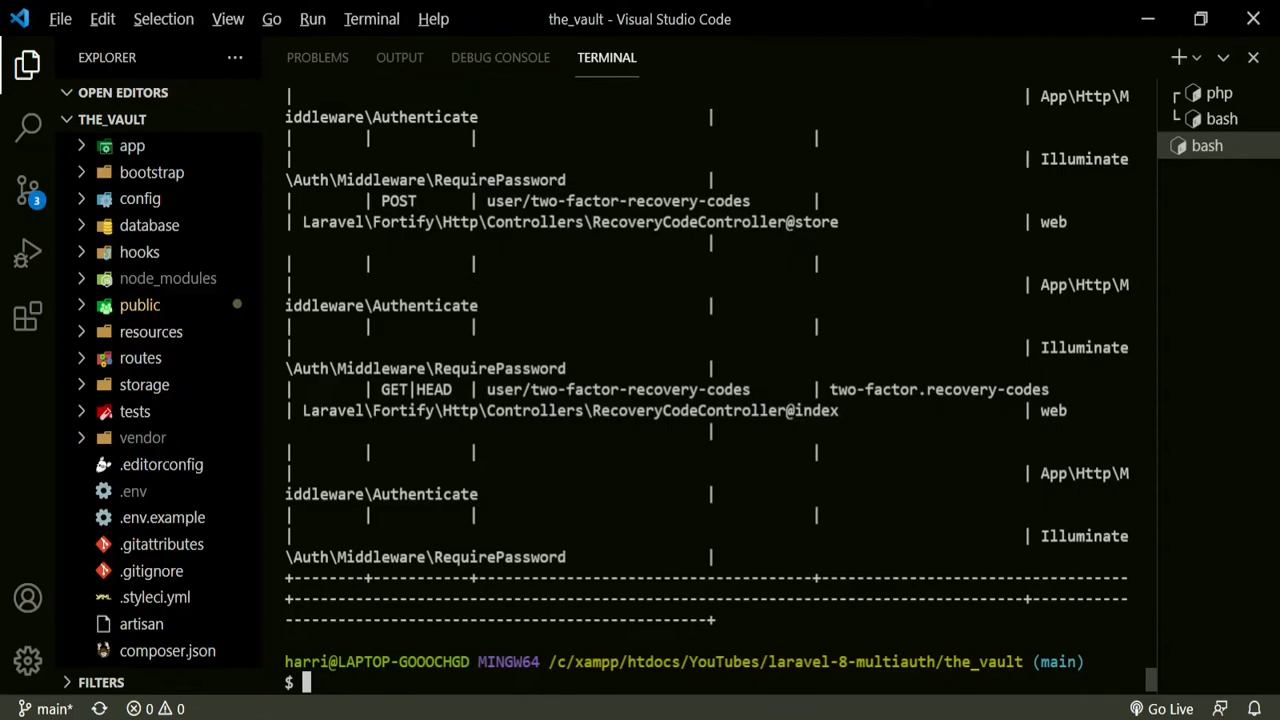 File Edit Selection View Go Run Terminal Help the_vault - Visual Studio Code
EXPLORER ···
PROBLEMS OUTPUT DEBUG CONSOLE TERMINAL
OPEN EDITORS
THE_VAULT
app
bootstrap
config
database
hooks
node_modules
public
resources
routes
storage
tests
vendor
.editorconfig
.env
.env.example
.gitattributes
.gitignore
.styleci.yml
artisan
composer.json
FILTERS
3
| | App\Http\M
iddleware\Authenticate |
| | | |
| | Illuminate
\Auth\Middleware\RequirePassword |
| | POST | user/two-factor-recovery-codes |
| Laravel\Fortify\Http\Controllers\RecoveryCodeController@store | web
|
| | | |
| | App\Http\M
iddleware\Authenticate |
| | | |
| | Illuminate
\Auth\Middleware\RequirePassword |
| | GET|HEAD | user/two-factor-recovery-codes | two-factor.recovery-codes
| Laravel\Fortify\Http\Controllers\RecoveryCodeController@index | web
|
| | | |
| | App\Http\M
iddleware\Authenticate |
| | | |
| | Illuminate
\Auth\Middleware\RequirePassword |
+--------+-----------+---------------------------------------+-----------------------------------
+------------------------------------------------------------------------------------+-----------
------------------------------------------------+
harri@LAPTOP-GOOOCHGD MINGW64 /c/xampp/htdocs/YouTubes/laravel-8-multiauth/the_vault (main)
$
php
bash
bash
main* 0 0 Go Live